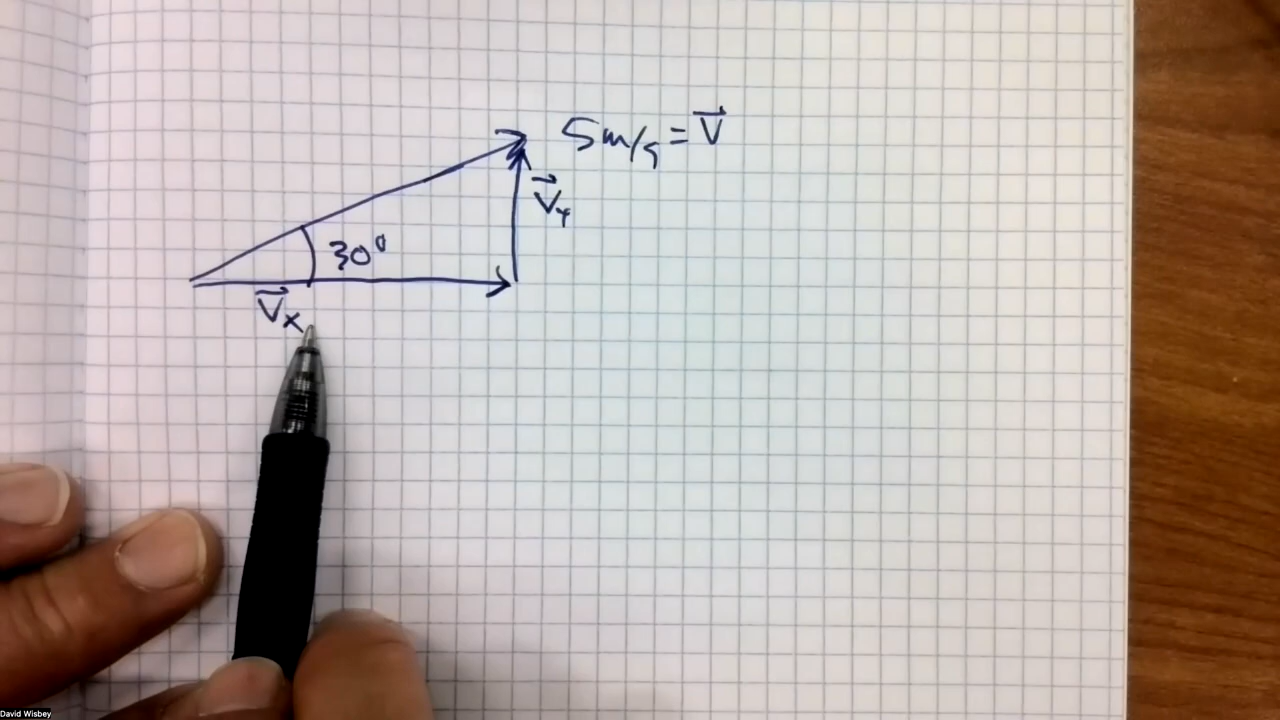 5m/s = V⃗
V⃗y
30°
V⃗x
David Wisbey